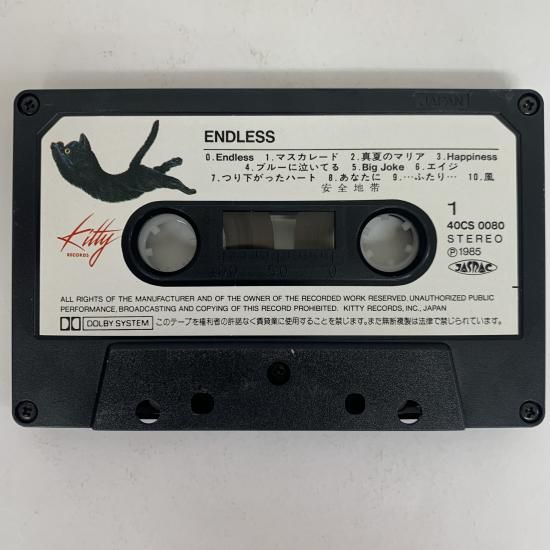 JAPAN
ENDLESS
0.Endless 1.マスカレード 2.真夏のマリア 3.Happiness
4.ブルーに泣いてる 5.Big Joke 6.エイジ
7.つり下がったハート 8.あなたに 9.…ふたり… 10.風
安全地帯
1
40CS 0080
STEREO
Ⓟ1985
JASRAC
Kitty
RECORDS
100 50 0
ALL RIGHTS OF THE MANUFACTURER AND OF THE OWNER OF THE RECORDED WORK RESERVED. UNAUTHORIZED PUBLIC
PERFORMANCE, BROADCASTING AND COPYING OF THIS RECORD PROHIBITED. KITTY RECORDS, INC., JAPAN
DOLBY SYSTEM このテープを権利者の許諾なく賃貸業に使用することを禁じます。また無断複製は法律で禁じられています。